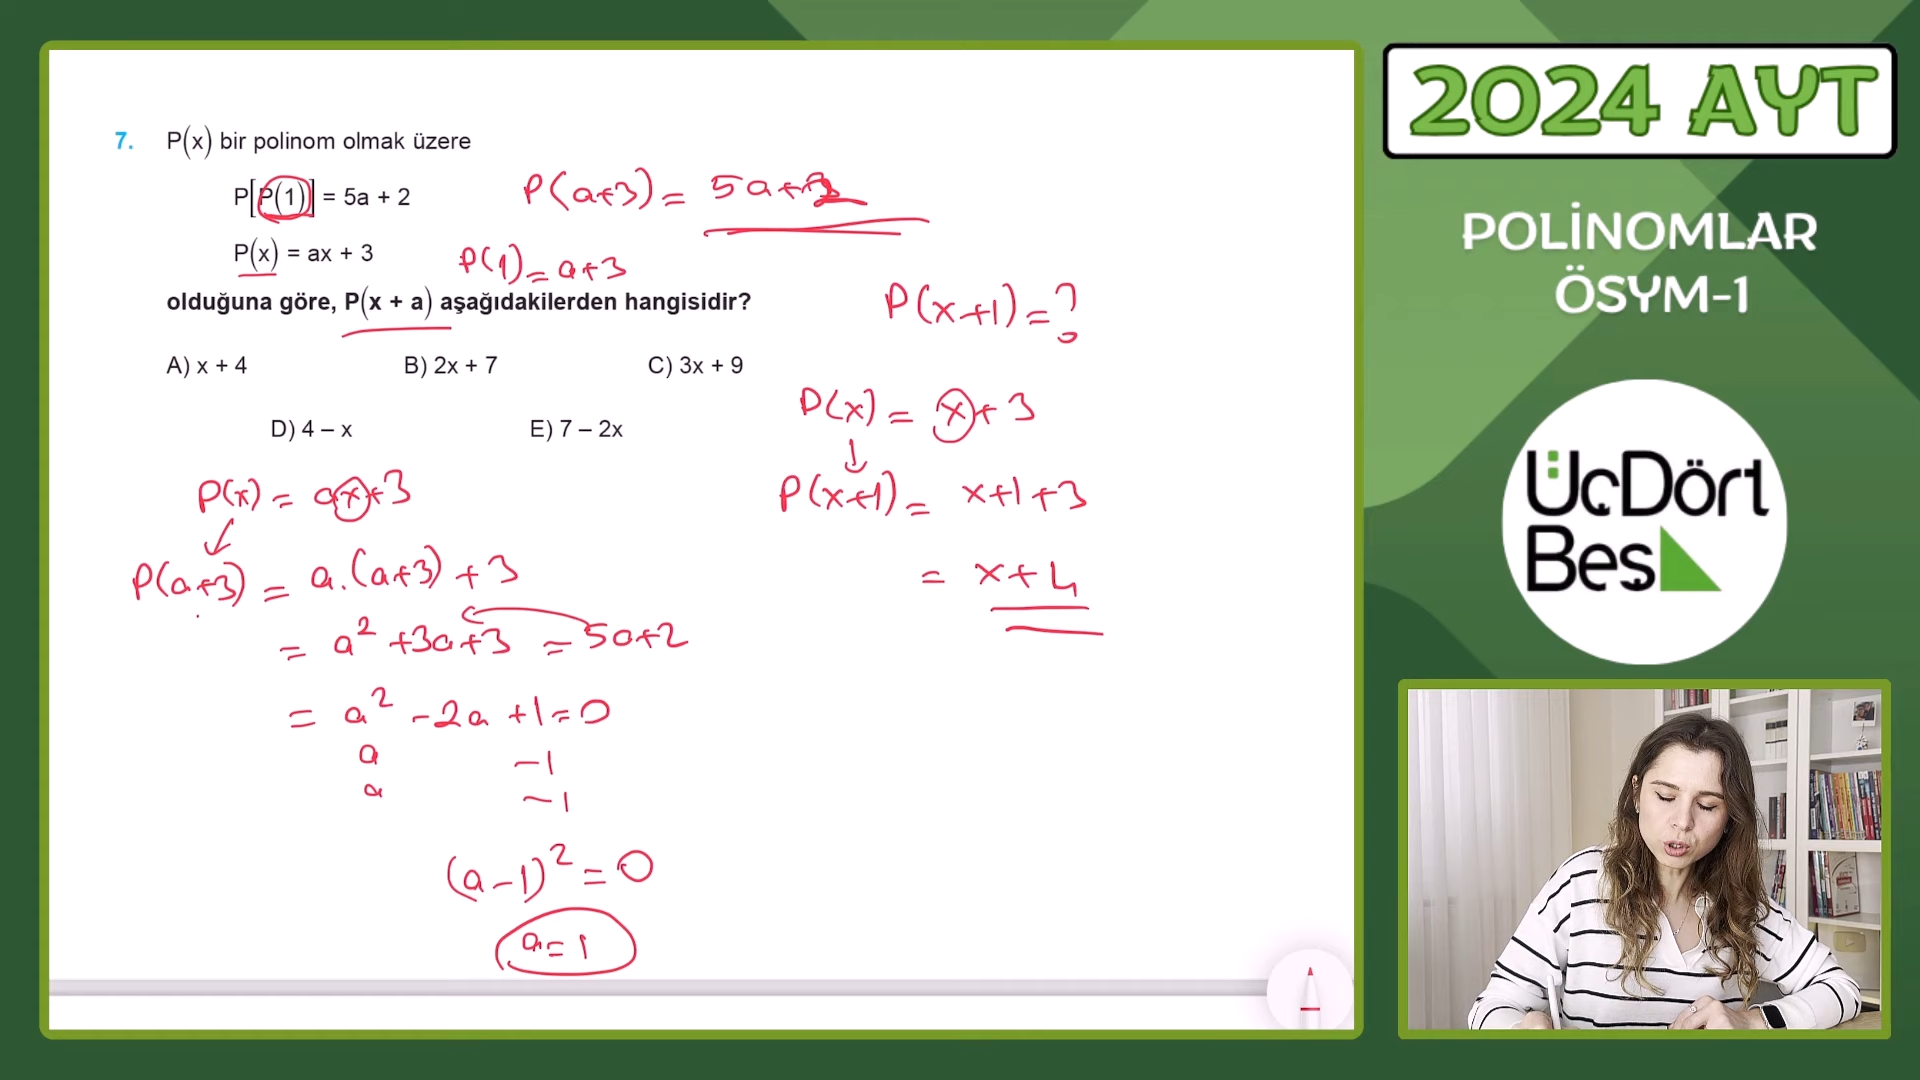 7. P(x) bir polinom olmak üzere
P[P(1)] = 5a + 2
P(a+3) = 5a+2
P(x) = ax + 3
P(1) = a+3
olduğuna göre, P(x + a) aşağıdakilerden hangisidir?
P(x+1) = ?
A) x + 4 B) 2x + 7 C) 3x + 9
D) 4 – x E) 7 – 2x
P(x) = ax+3
P(a+3) = a.(a+3) + 3
= a² +3a+3 = 5a+2
= a² -2a +1=0
a -1
a -1
(a-1)² = 0
a=1
P(x) = x+3
P(x+1) = x+1+3
= x+4
2024 AYT
POLİNOMLAR
ÖSYM-1
ÜçDört
Beş